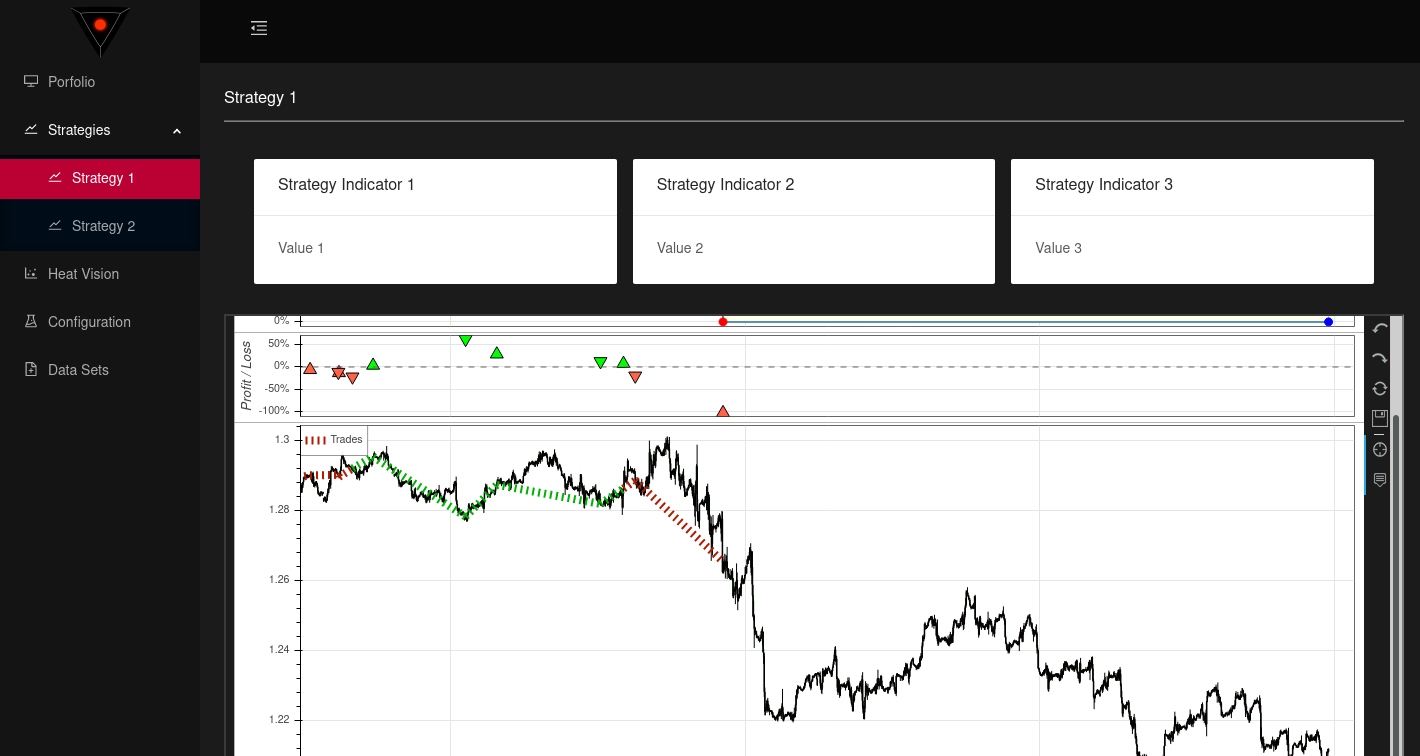 Porfolio
Strategies
Strategy 1
Strategy 2
Heat Vision
Configuration
Data Sets
Strategy 1
Strategy Indicator 1
Value 1
Strategy Indicator 2
Value 2
Strategy Indicator 3
Value 3
0%
Profit / Loss
50%
0%
-50%
-100%
Trades
1.3
1.28
1.26
1.24
1.22